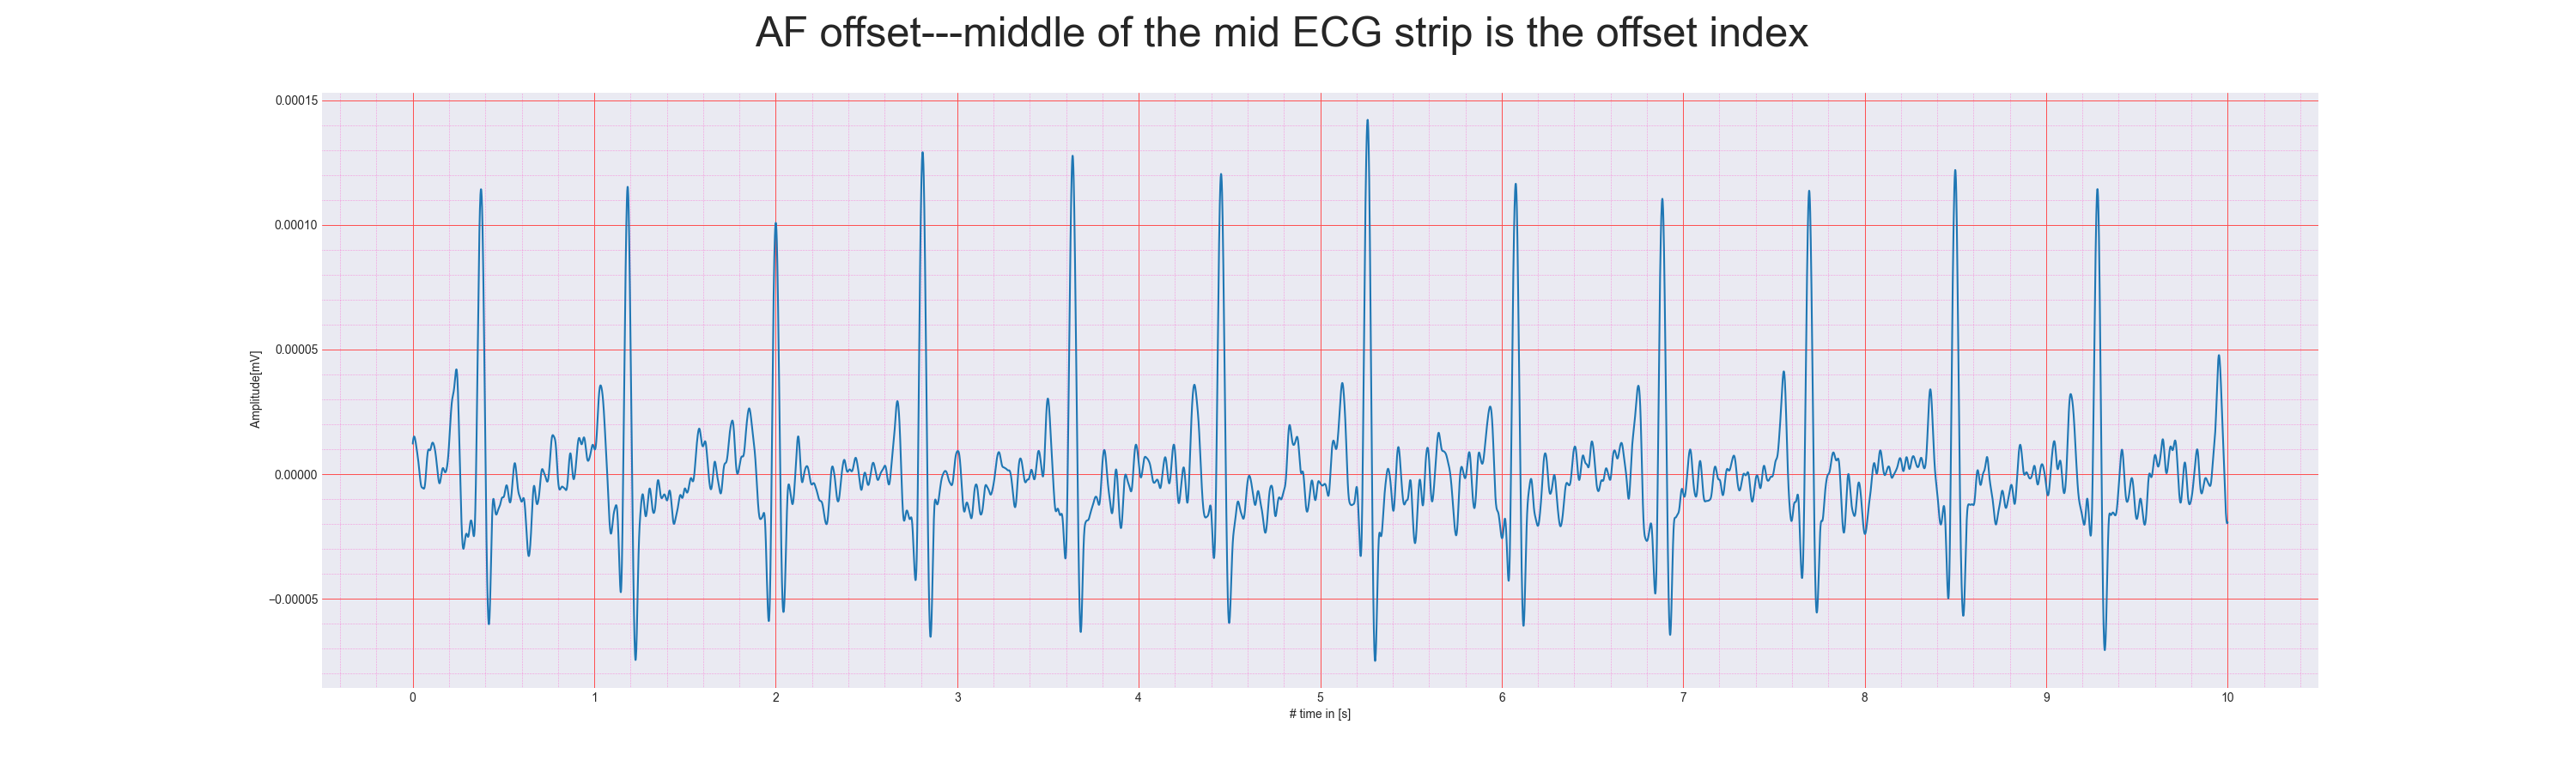 AF offset---middle of the mid ECG strip is the offset index
0.00015
0.00010
0.00005
0.00000
−0.00005
Amplitude[mV]
0 1 2 3 4 5 6 7 8 9 10
# time in [s]